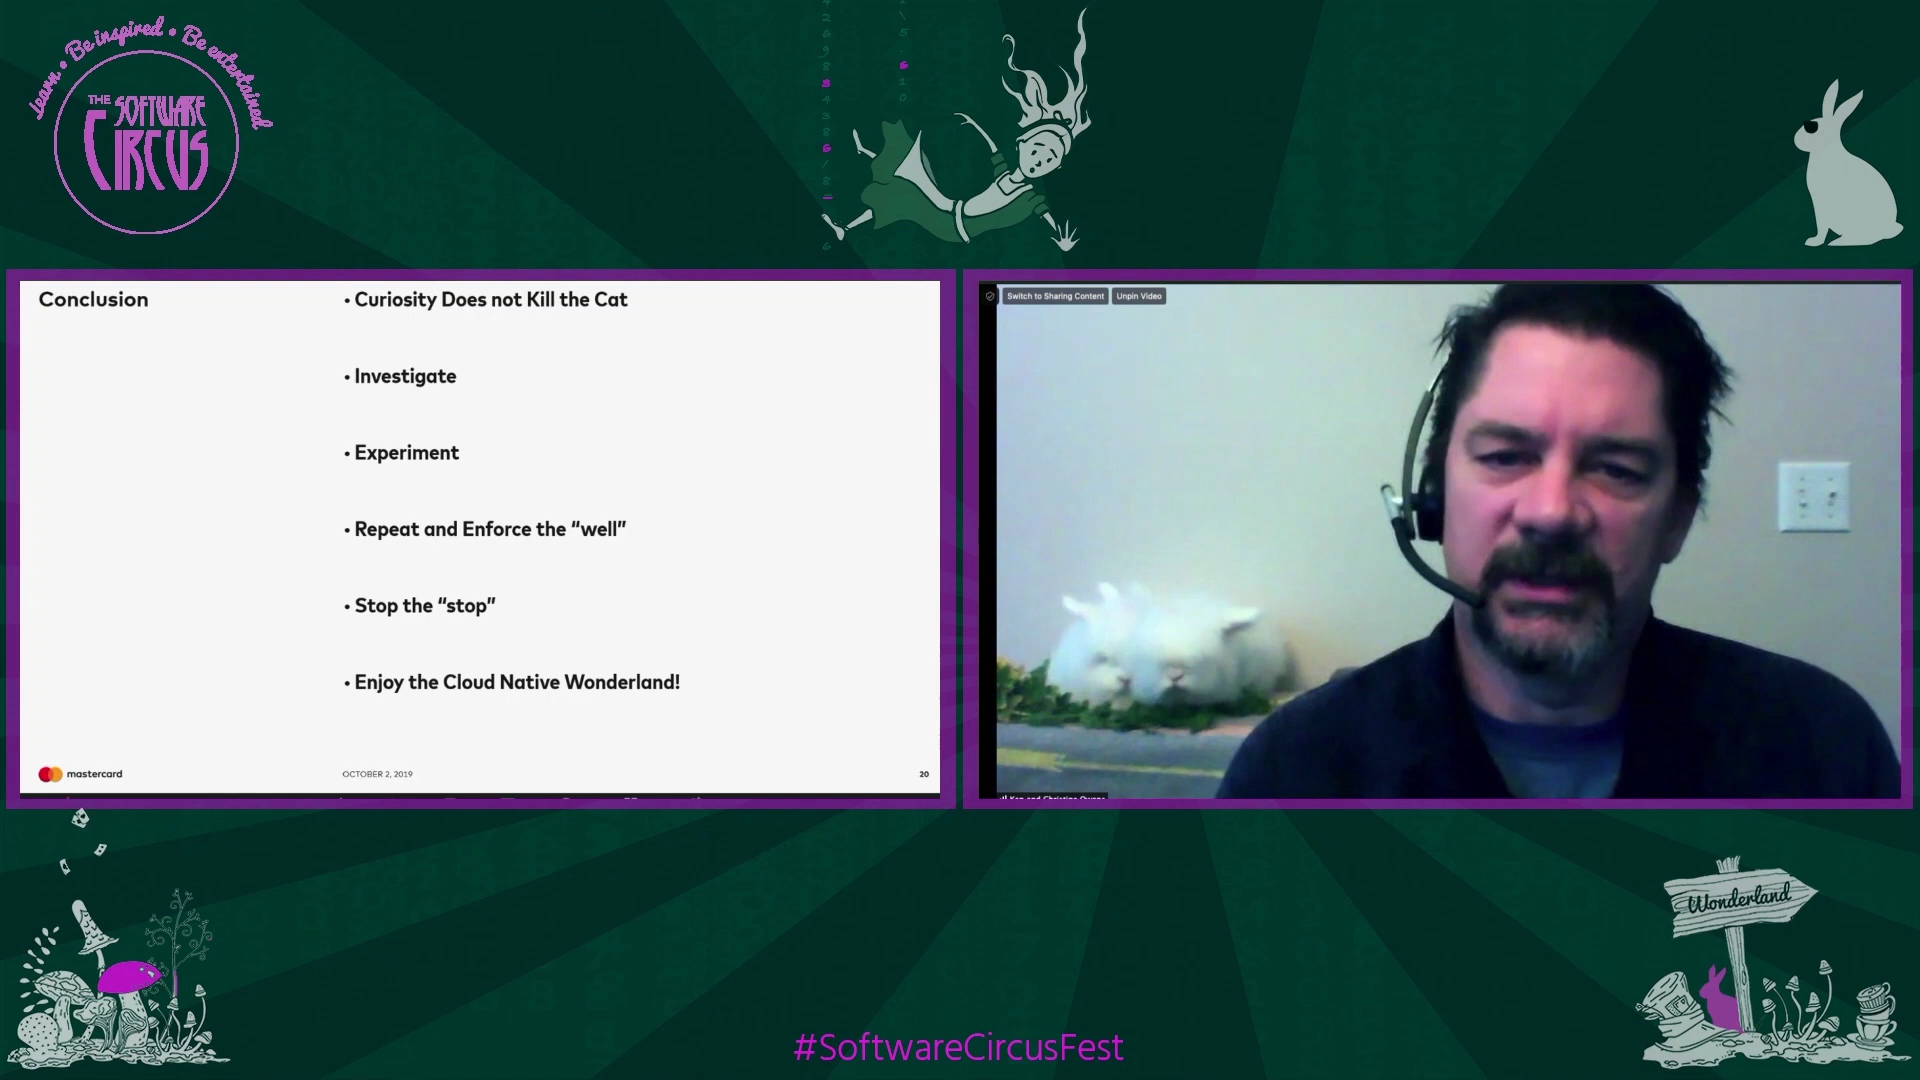 Learn. • Be inspired • Be entertained
THE SOFTWARE
CIRCUS
Conclusion
• Curiosity Does not Kill the Cat
• Investigate
• Experiment
• Repeat and Enforce the “well”
• Stop the “stop”
• Enjoy the Cloud Native Wonderland!
mastercard
OCTOBER 2, 2019
20
Switch to Sharing Content
Unpin Video
Wonderland
#SoftwareCircusFest